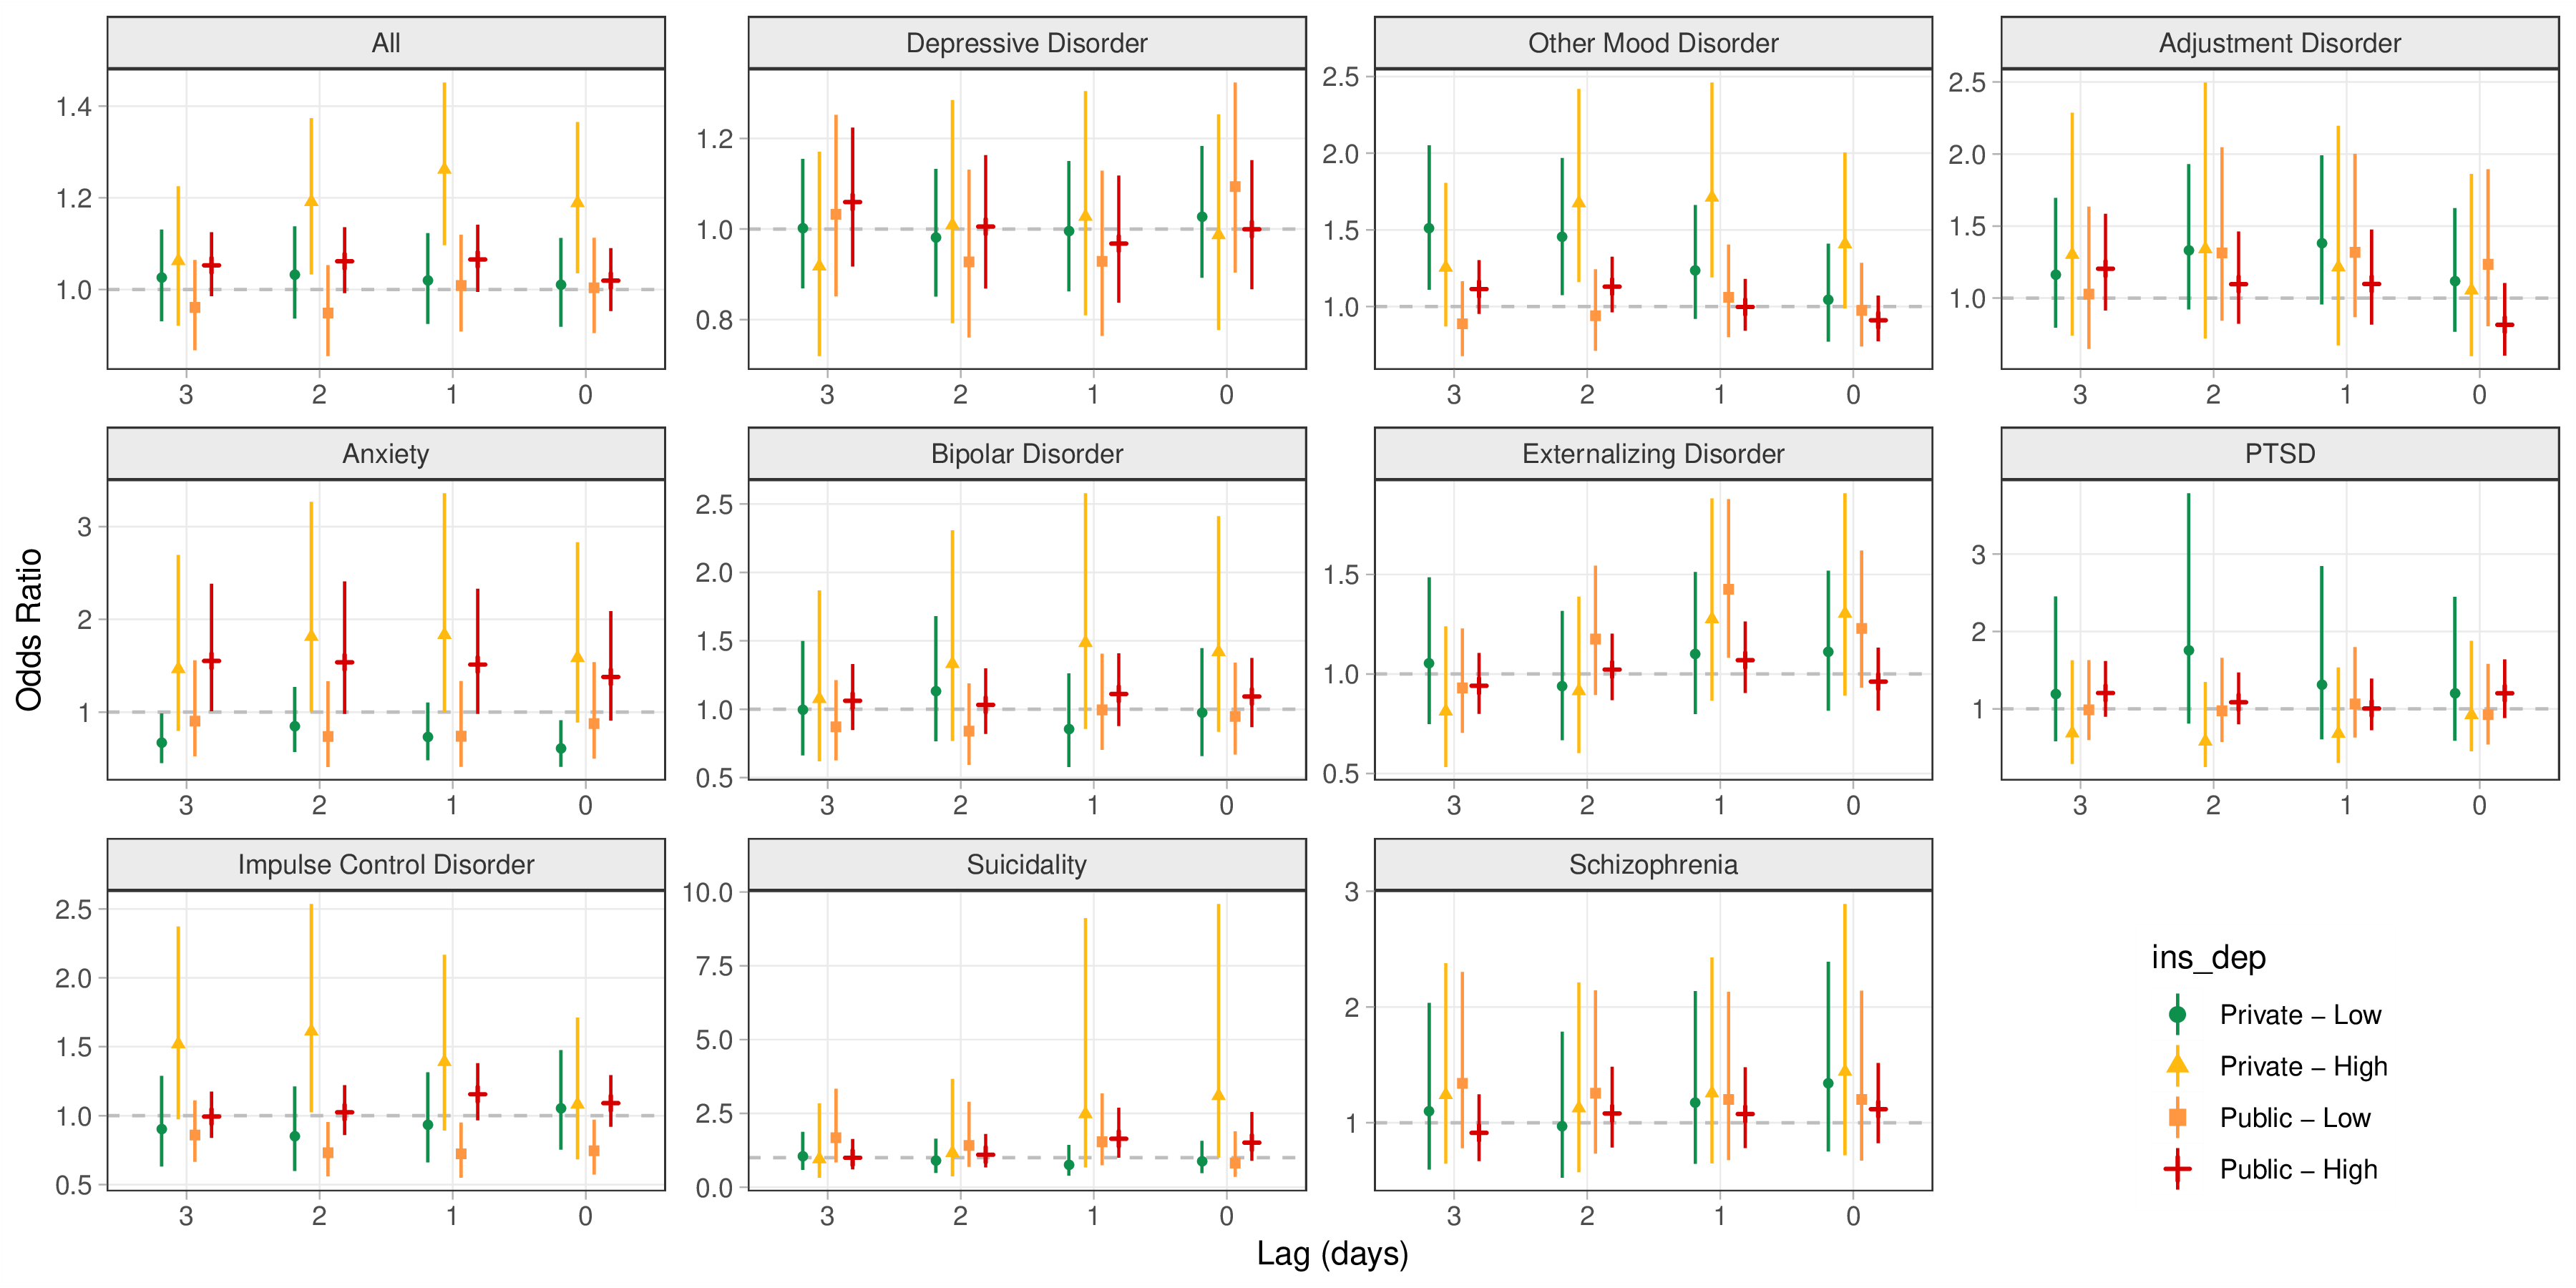 All
Depressive Disorder
Other Mood Disorder
Adjustment Disorder
1.4
1.2
1.0
1.2
1.0
0.8
2.5
2.0
1.5
1.0
2.5
2.0
1.5
1.0
3 2 1 0
3 2 1 0
3 2 1 0
3 2 1 0
Anxiety
Bipolar Disorder
Externalizing Disorder
PTSD
Odds Ratio
3
2
1
2.5
2.0
1.5
1.0
0.5
1.5
1.0
0.5
3
2
1
3 2 1 0
3 2 1 0
3 2 1 0
3 2 1 0
Impulse Control Disorder
Suicidality
Schizophrenia
2.5
2.0
1.5
1.0
0.5
10.0
7.5
5.0
2.5
0.0
3
2
1
3 2 1 0
3 2 1 0
3 2 1 0
Lag (days)
ins_dep
Private – Low
Private – High
Public – Low
Public – High